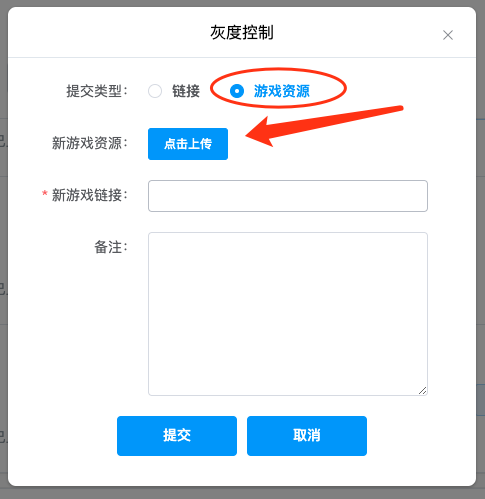 灰度控制
提交类型： 链接 游戏资源
新游戏资源： 点击上传
* 新游戏链接：
备注：
提交 取消